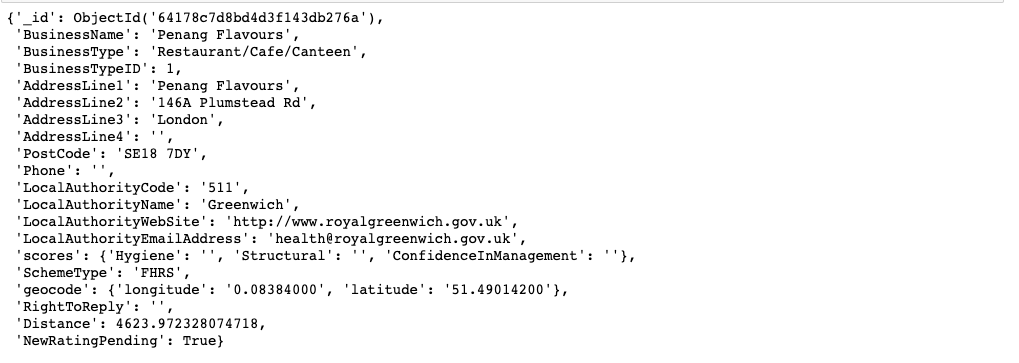 {'_id': ObjectId('64178c7d8bd4d3f143db276a'),
 'BusinessName': 'Penang Flavours',
 'BusinessType': 'Restaurant/Cafe/Canteen',
 'BusinessTypeID': 1,
 'AddressLine1': 'Penang Flavours',
 'AddressLine2': '146A Plumstead Rd',
 'AddressLine3': 'London',
 'AddressLine4': '',
 'PostCode': 'SE18 7DY',
 'Phone': '',
 'LocalAuthorityCode': '511',
 'LocalAuthorityName': 'Greenwich',
 'LocalAuthorityWebSite': 'http://www.royalgreenwich.gov.uk',
 'LocalAuthorityEmailAddress': 'health@royalgreenwich.gov.uk',
 'scores': {'Hygiene': '', 'Structural': '', 'ConfidenceInManagement': ''},
 'SchemeType': 'FHRS',
 'geocode': {'longitude': '0.08384000', 'latitude': '51.49014200'},
 'RightToReply': '',
 'Distance': 4623.972328074718,
 'NewRatingPending': True}